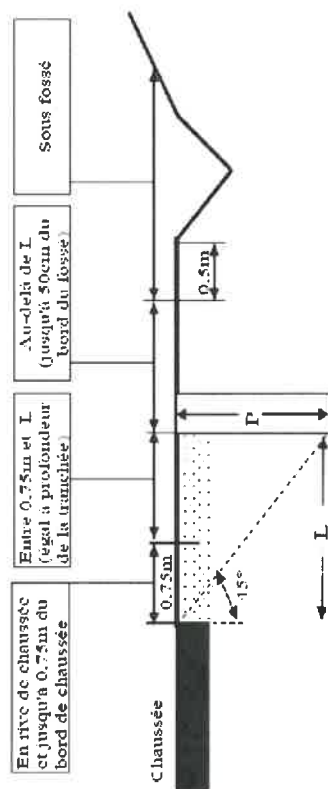 En rive de chaussée
et jusqu'à 0.75m du
bord de chaussée
Entre 0.75m et L
(égal à profondeur
de la tranchée)
Au-delà de L
(jusqu'à 50cm du
bord du fossé)
Sous fossé
Chaussée
0.75m
0.5m
P
L
45°